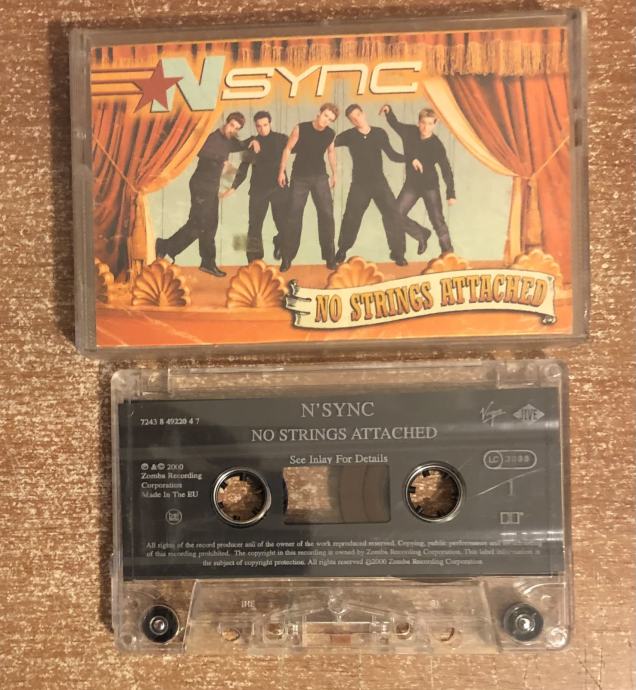 NSYNC
NO STRINGS ATTACHED
N'SYNC
NO STRINGS ATTACHED
7243 8 49220 4 7
Virgin
JIVE
See Inlay For Details
℗ & © 2000
Zomba Recording
Corporation
Made In The EU
LC 3098
1
All rights of the record producer and of the owner of the work reproduced reserved. Copying, public performance and
of this recording prohibited. The copyright in this recording is owned by Zomba Recording Corporation. This label information is
the subject of copyright protection. All rights reserved ©2000 Zomba Recording Corporation